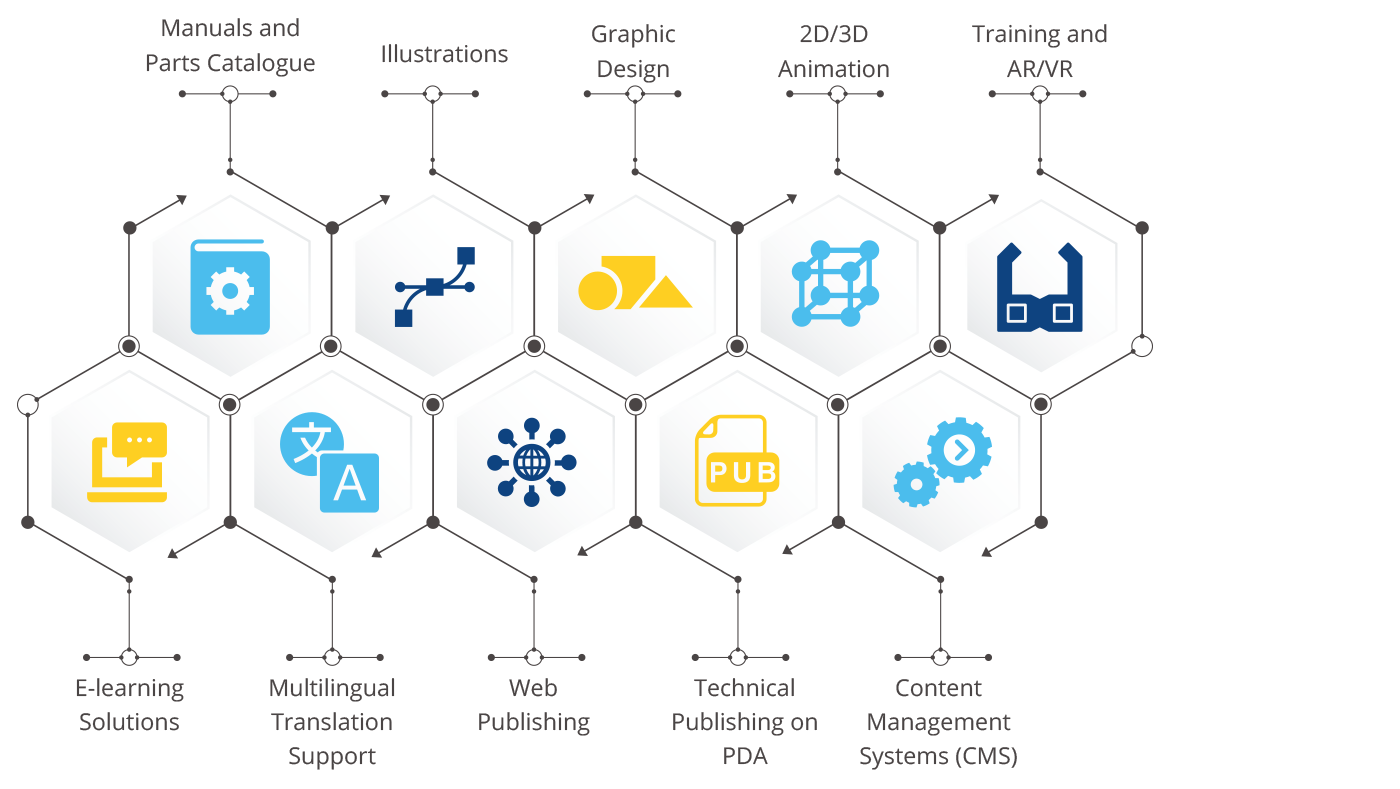 Manuals and
Parts Catalogue
Illustrations
Graphic
Design
2D/3D
Animation
Training and
AR/VR
文
A
PUB
E-learning
Solutions
Multilingual
Translation
Support
Web
Publishing
Technical
Publishing on
PDA
Content
Management
Systems (CMS)